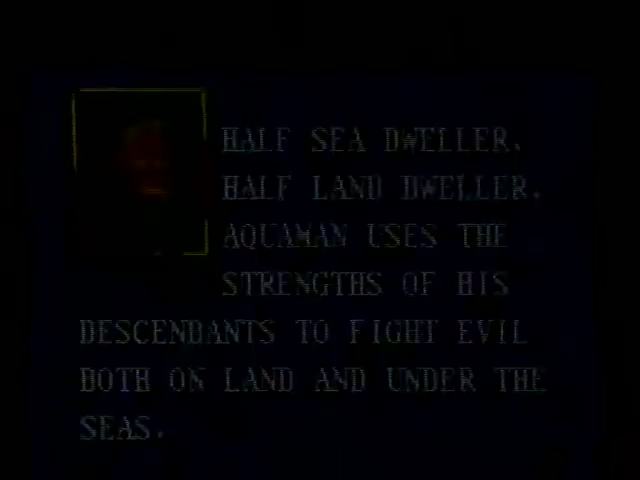 HALF SEA DWELLER,
HALF LAND DWELLER,
AQUAMAN USES THE
STRENGTHS OF HIS
DESCENDANTS TO FIGHT EVIL
BOTH ON LAND AND UNDER THE
SEAS.